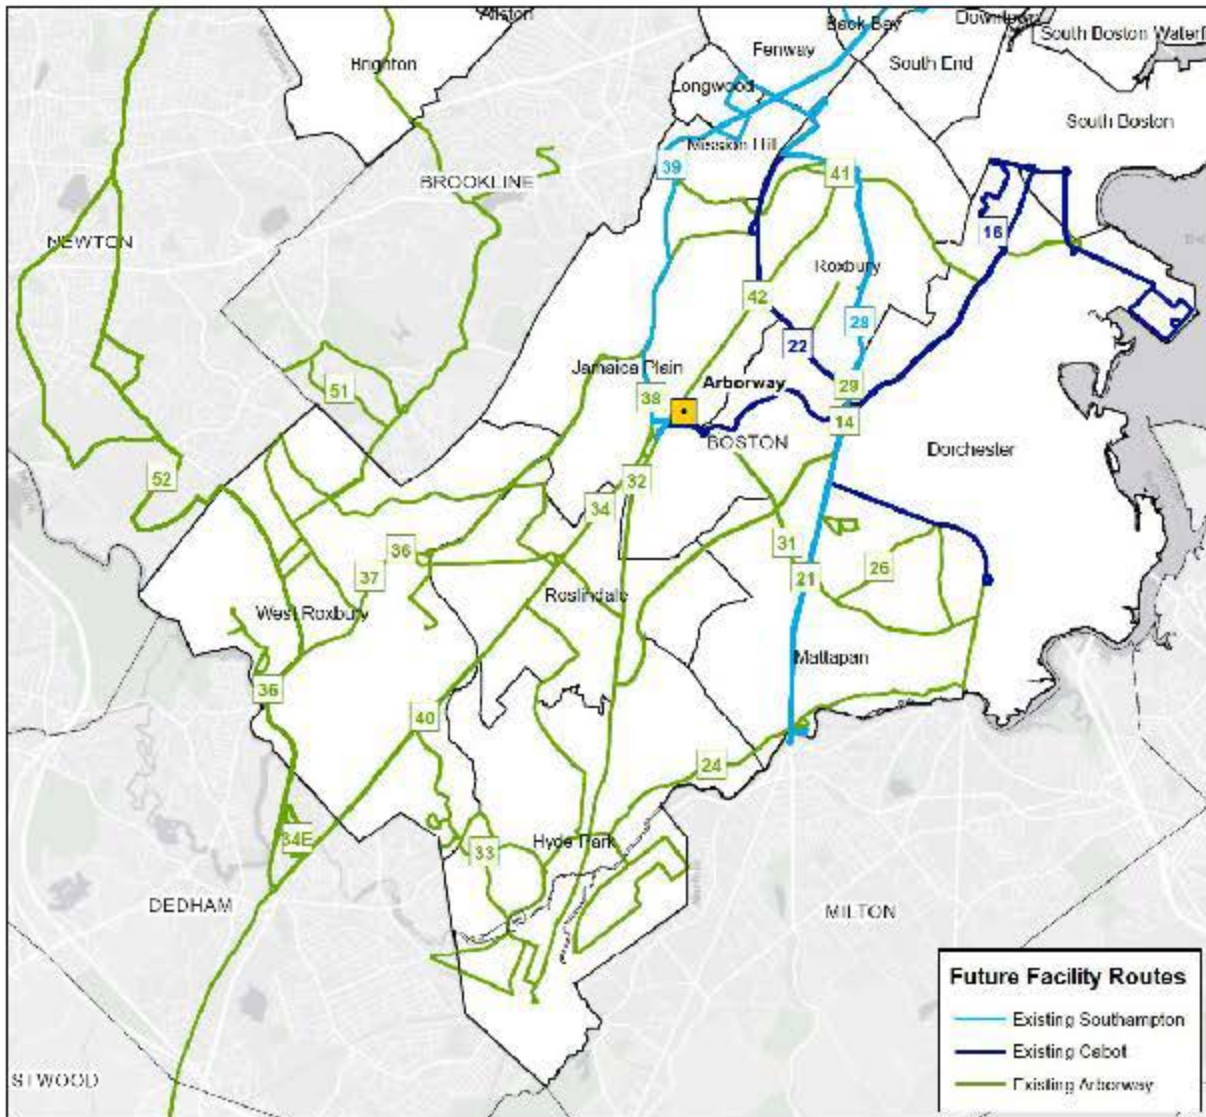 Allston
Back Bay
Downtown
South Boston Waterf
Fenway
Brighton
South End
Longwood
South Boston
Mission Hill
39
41
BROOKLINE
16
NEWTON
Roxbury
42
28
22
Jamaica Plain
Arborway
51
29
38
14
BOSTON
Dorchester
52
32
34
31
36
26
37
21
Roslindale
West Roxbury
Mattapan
36
40
24
34E
Hyde Park
33
DEDHAM
MILTON
Future Facility Routes
Existing Southampton
Existing Cabot
Existing Arborway
STWOOD